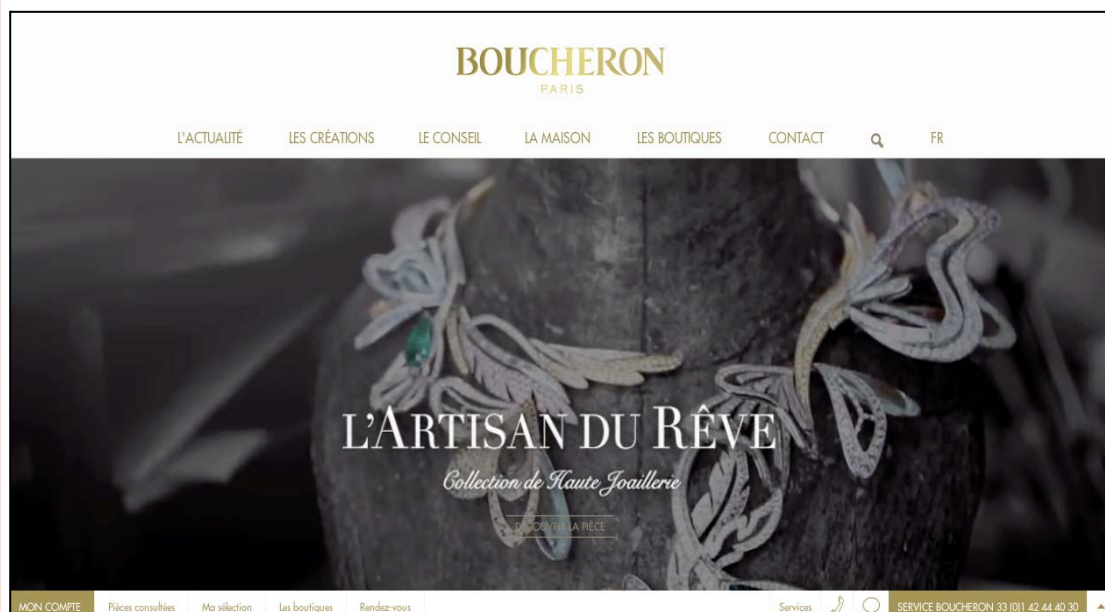 BOUCHERON
PARIS
L'ACTUALITÉ LES CRÉATIONS LE CONSEIL LA MAISON LES BOUTIQUES CONTACT FR
L'ARTISAN DU RÊVE
Collection de Haute Joaillerie
DÉCOUVRIR LA PIÈCE
MON COMPTE Pièces consultées Ma sélection Les boutiques Rendez-vous Services SERVICE BOUCHERON 33 (0)1 42 44 40 30